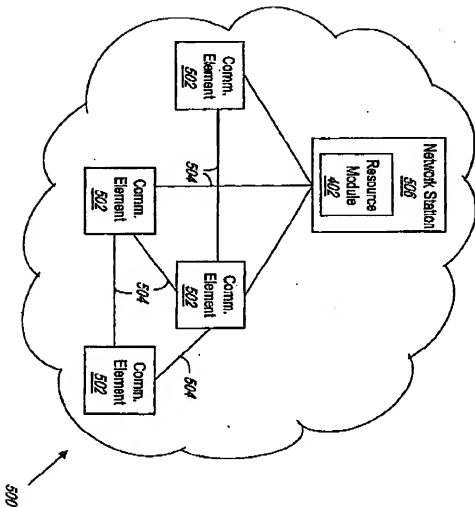 Network Station
506
Resource
Module
402
Comm.
Element
502
504
Comm.
Element
502
Comm.
Element
502
504
504
Comm.
Element
502
500